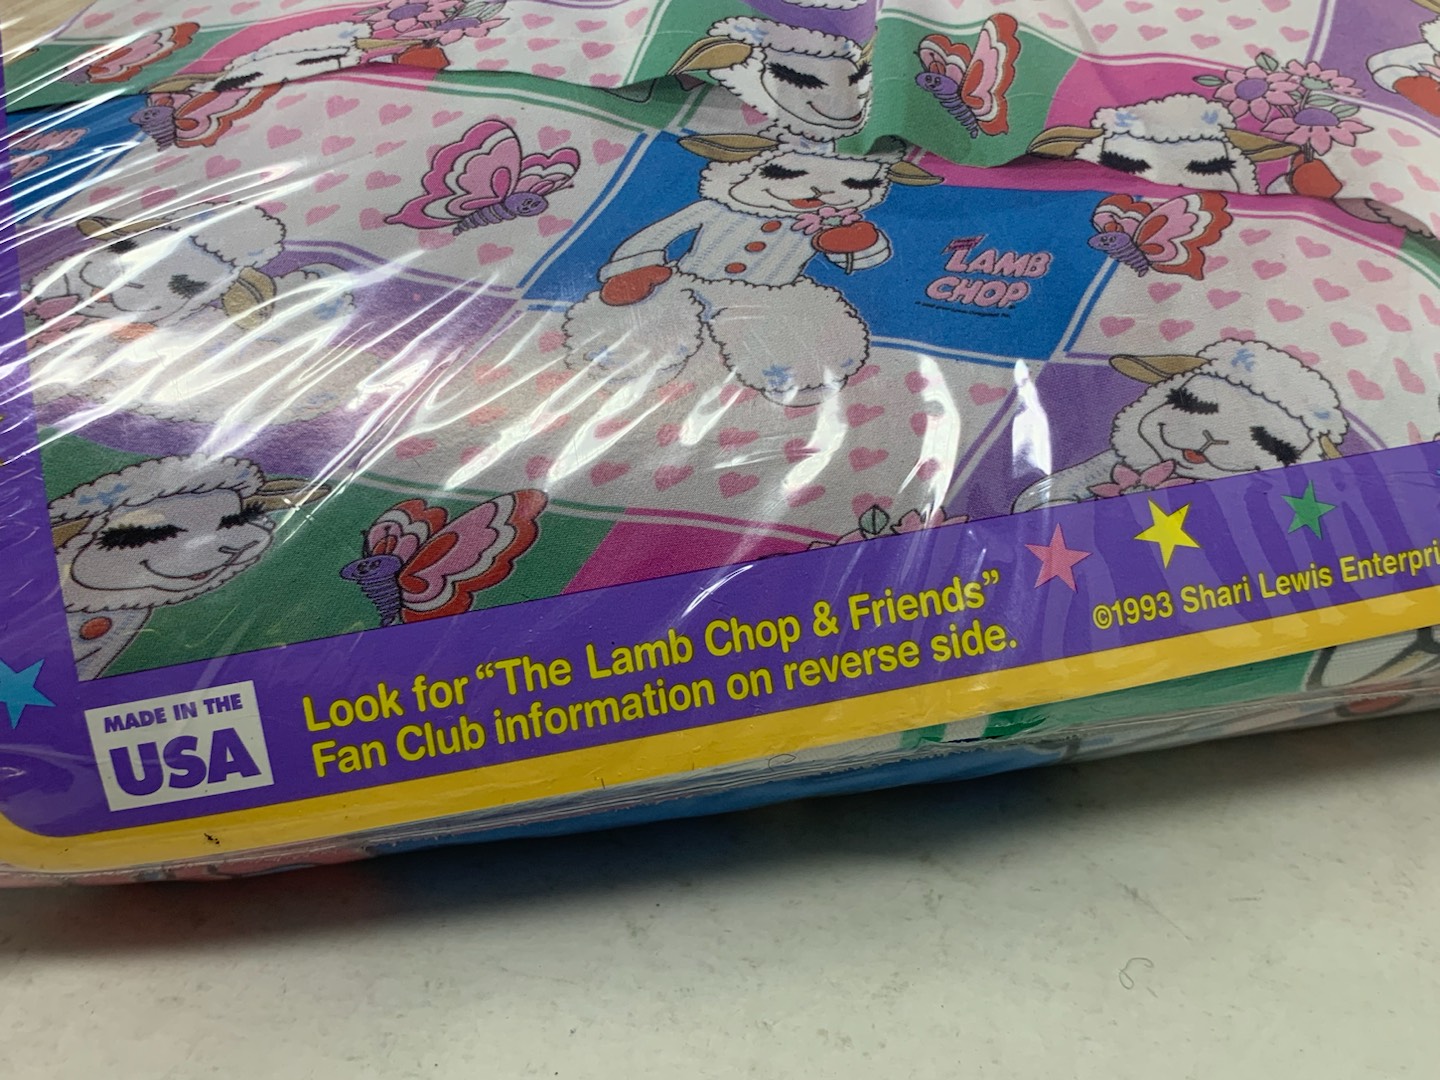 LAMB
CHOP
Look for “The Lamb Chop & Friends”
Fan Club information on reverse side.
©1993 Shari Lewis
MADE IN THE
USA